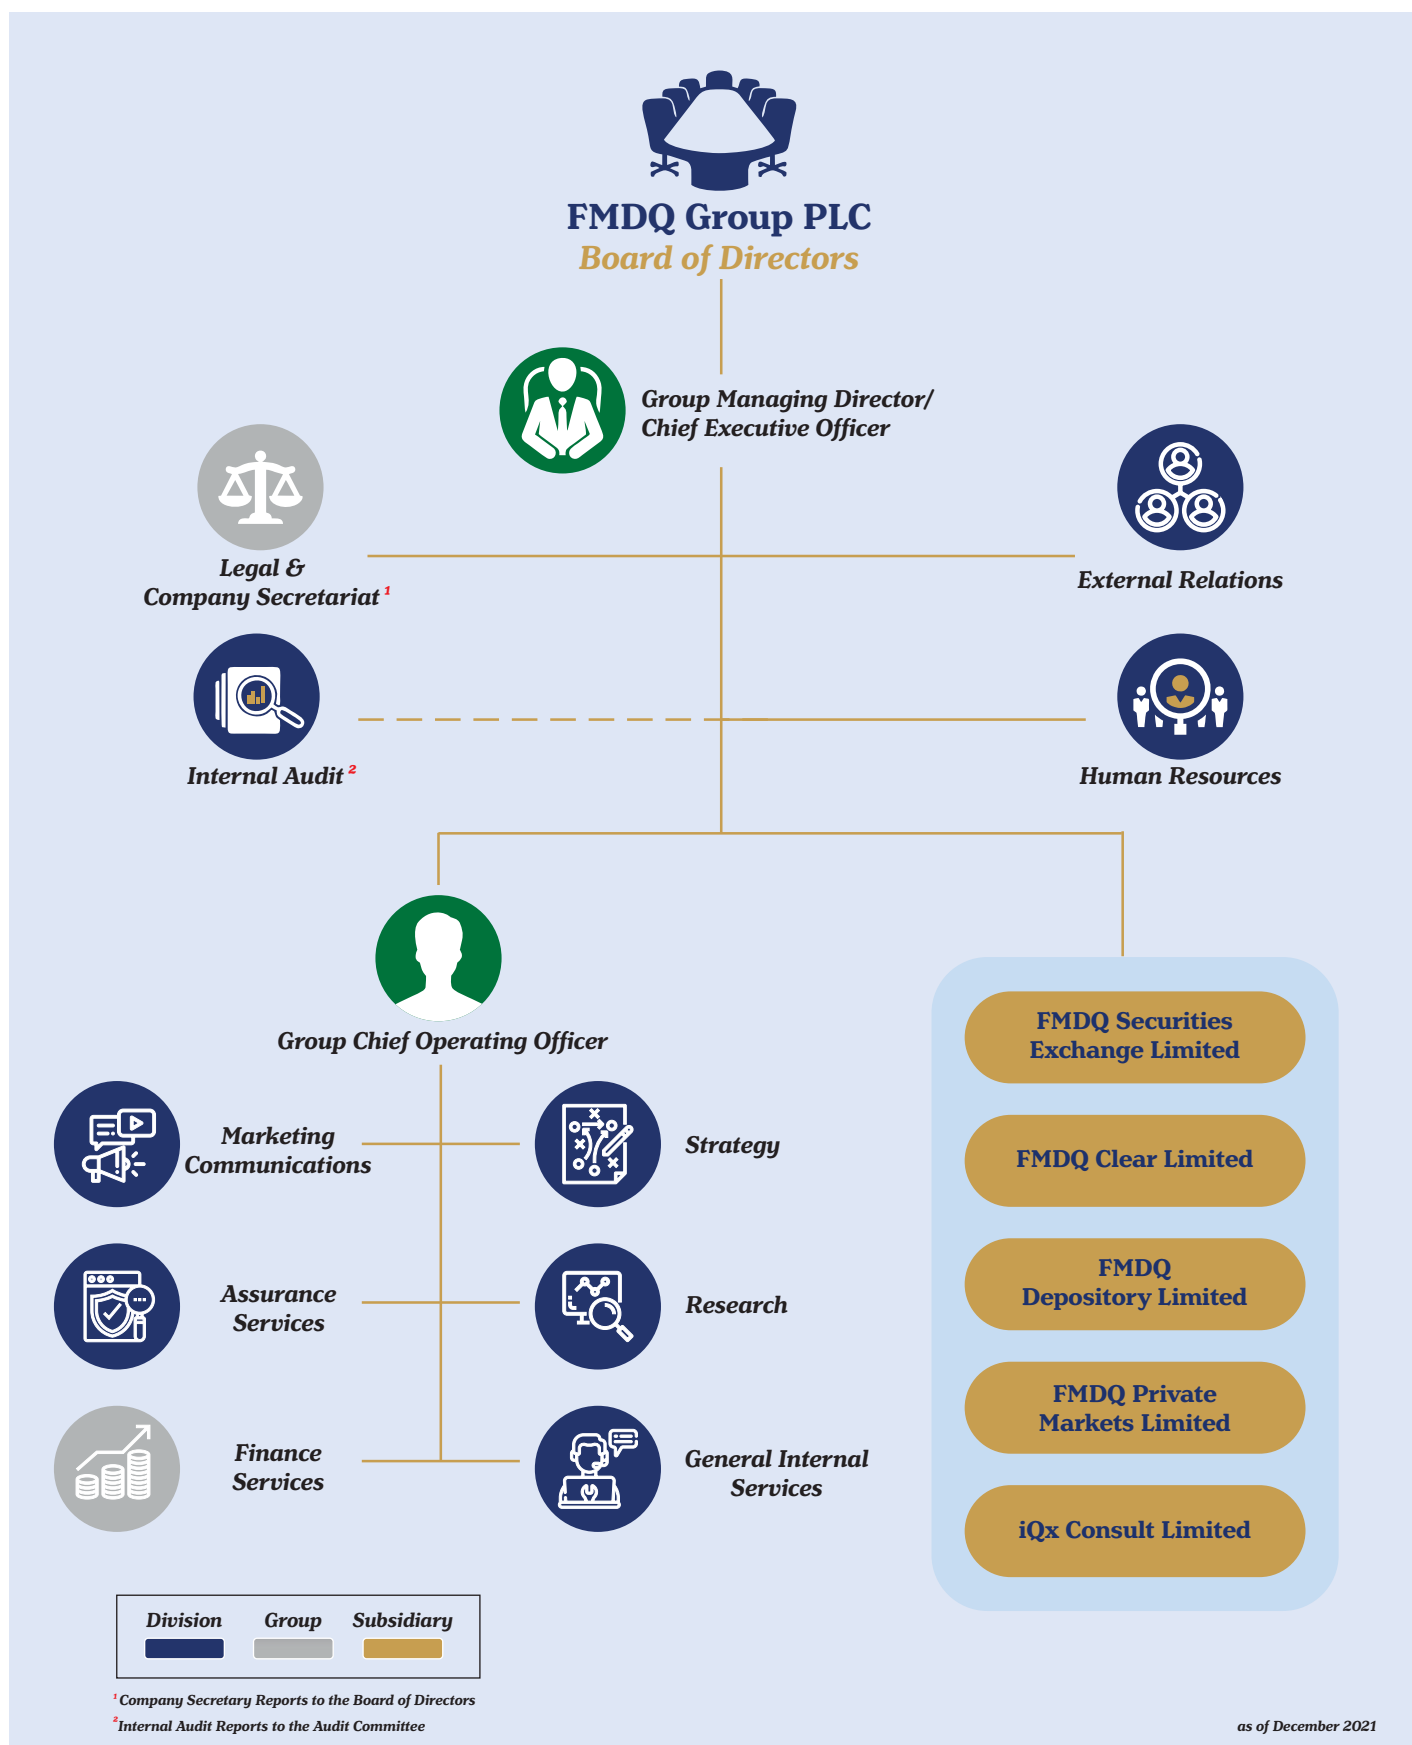 FMDQ Group PLC
Board of Directors
Group Managing Director/
Chief Executive Officer
Legal &
Company Secretariat 1
External Relations
Internal Audit 2
Human Resources
Group Chief Operating Officer
Marketing
Communications
Strategy
Assurance
Services
Research
Finance
Services
General Internal
Services
FMDQ Securities
Exchange Limited
FMDQ Clear Limited
FMDQ
Depository Limited
FMDQ Private
Markets Limited
iQx Consult Limited
Division Group Subsidiary
1 Company Secretary Reports to the Board of Directors
2 Internal Audit Reports to the Audit Committee
as of December 2021